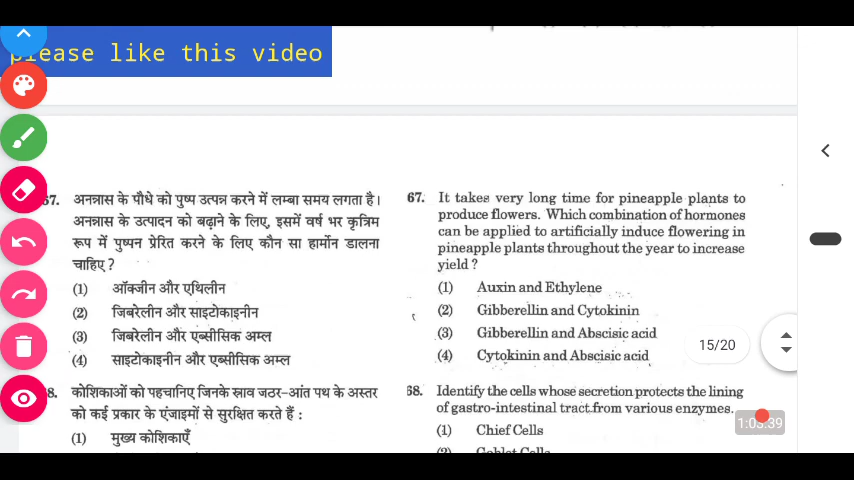 please like this video
57. अनन्नास के पौधे को पुष्प उत्पन्न करने में लम्बा समय लगता है।
अनन्नास के उत्पादन को बढ़ाने के लिए, इसमें वर्ष भर कृत्रिम
रूप में पुष्पन प्रेरित करने के लिए कौन सा हार्मोन डालना
चाहिए ?
(1) ऑक्जीन और एथिलीन
(2) जिबरेलीन और साइटोकाइनीन
(3) जिबरेलीन और एब्सीसिक अम्ल
(4) साइटोकाइनीन और एब्सीसिक अम्ल
8. कोशिकाओं को पहचानिए जिनके स्राव जठर-आंत पथ के अस्तर
को कई प्रकार के एंजाइमों से सुरक्षित करते हैं :
(1) मुख्य कोशिकाएँ
67. It takes very long time for pineapple plants to
produce flowers. Which combination of hormones
can be applied to artificially induce flowering in
pineapple plants throughout the year to increase
yield ?
(1) Auxin and Ethylene
(2) Gibberellin and Cytokinin
(3) Gibberellin and Abscisic acid
(4) Cytokinin and Abscisic acid
68. Identify the cells whose secretion protects the lining
of gastro-intestinal tract from various enzymes.
(1) Chief Cells
Goblet Cells
15/20